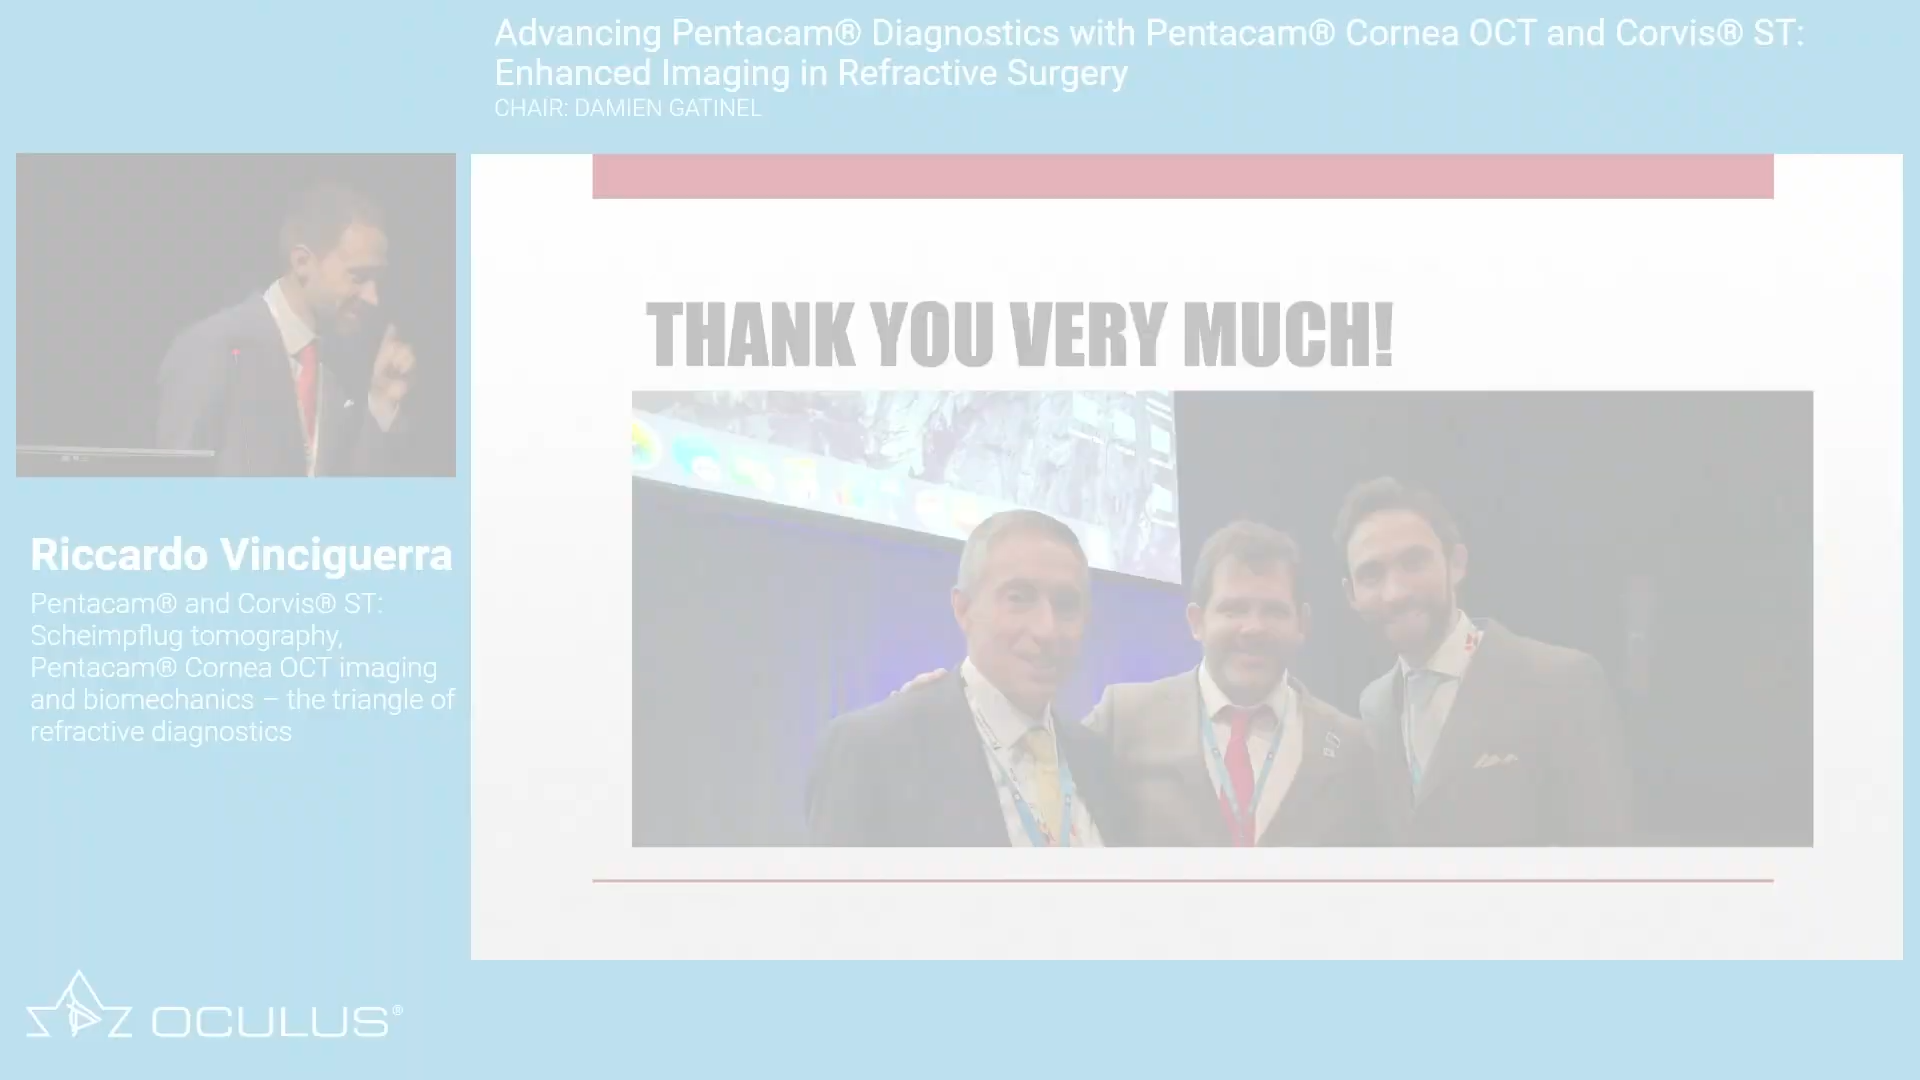 Advancing Pentacam® Diagnostics with Pentacam® Cornea OCT and Corvis® ST:
Enhanced Imaging in Refractive Surgery
CHAIR: DAMIEN GATINEL
THANK YOU VERY MUCH!
Riccardo Vinciguerra
Pentacam® and Corvis® ST:
Scheimpflug tomography,
Pentacam® Cornea OCT imaging
and biomechanics – the triangle of
refractive diagnostics
OCULUS®